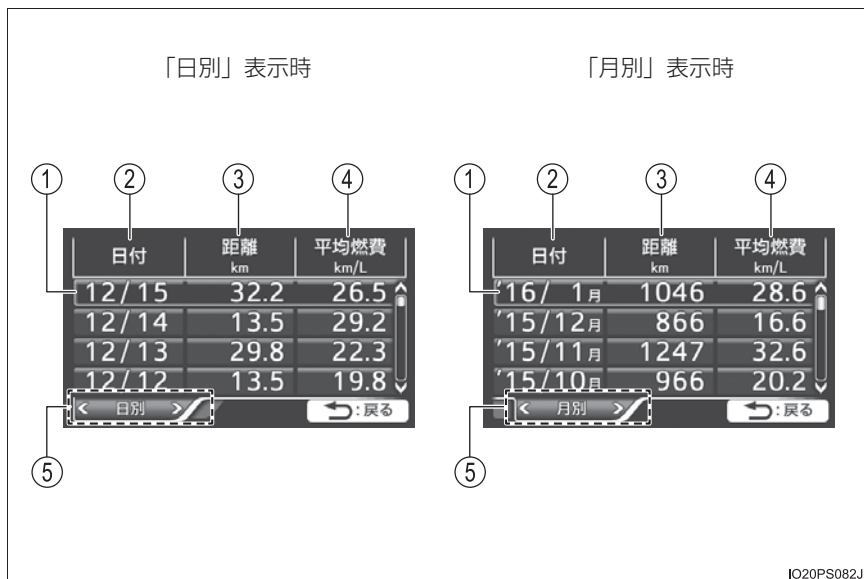 「日別」表示時
「月別」表示時
1 2 3 4
日付 距離 km 平均燃費 km/L
12/15 32.2 26.5
12/14 13.5 29.2
12/13 29.8 22.3
12/12 13.5 19.8
< 日別 > :戻る
5
1 2 3 4
日付 距離 km 平均燃費 km/L
'16/ 1月 1046 28.6
'15/12月 866 16.6
'15/11月 1247 32.6
'15/10月 966 20.2
< 月別 > :戻る
5
IO20PS082J